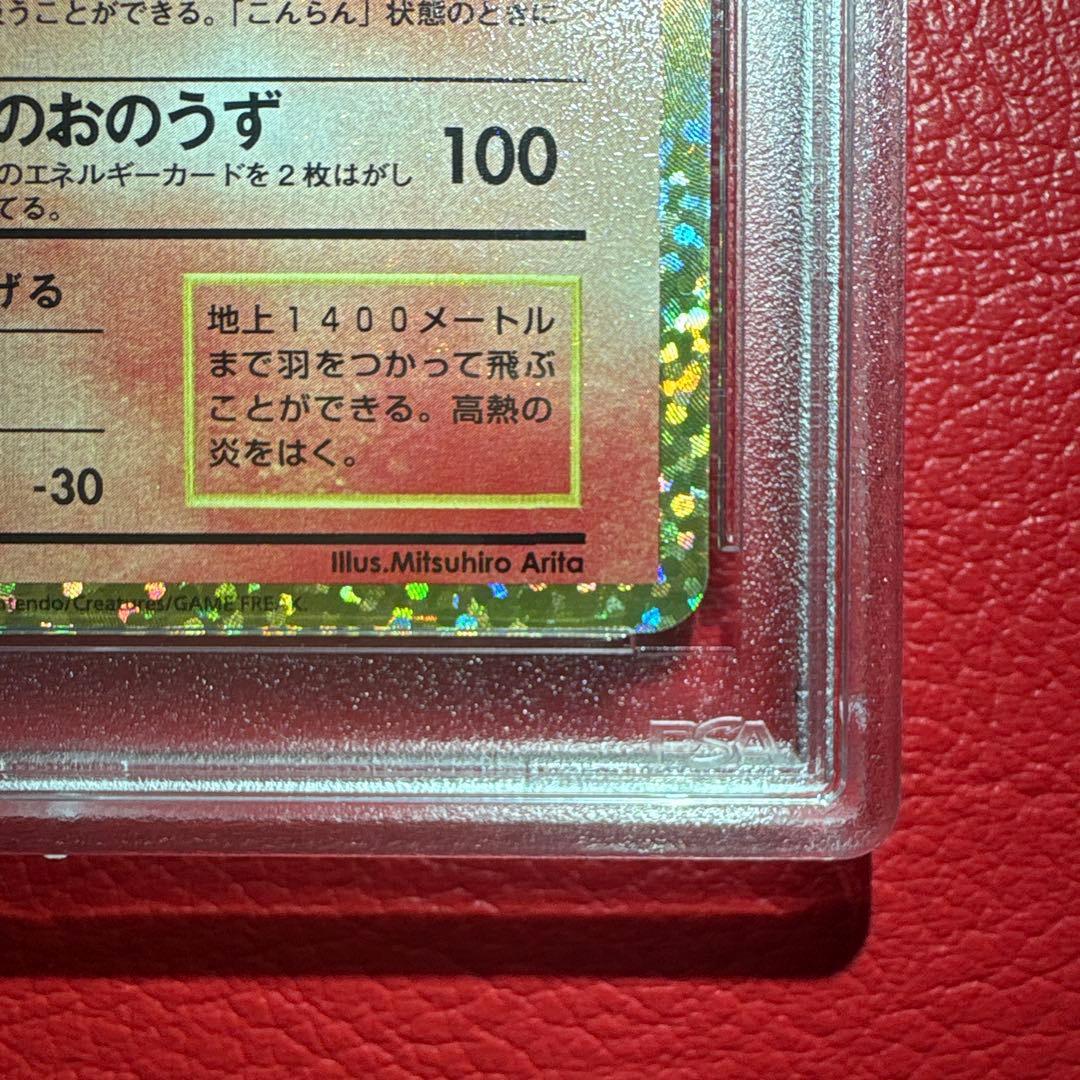 うことができる。「こんらん」状態のときに
のおのうず
100
のエネルギーカードを2枚はがし
てる。
げる
地上1400メートル
まで羽をつかって飛ぶ
ことができる。高熱の
炎をはく。
-30
Illus.Mitsuhiro Arita
ntendo/Creatures/GAME FREAK.
PSA